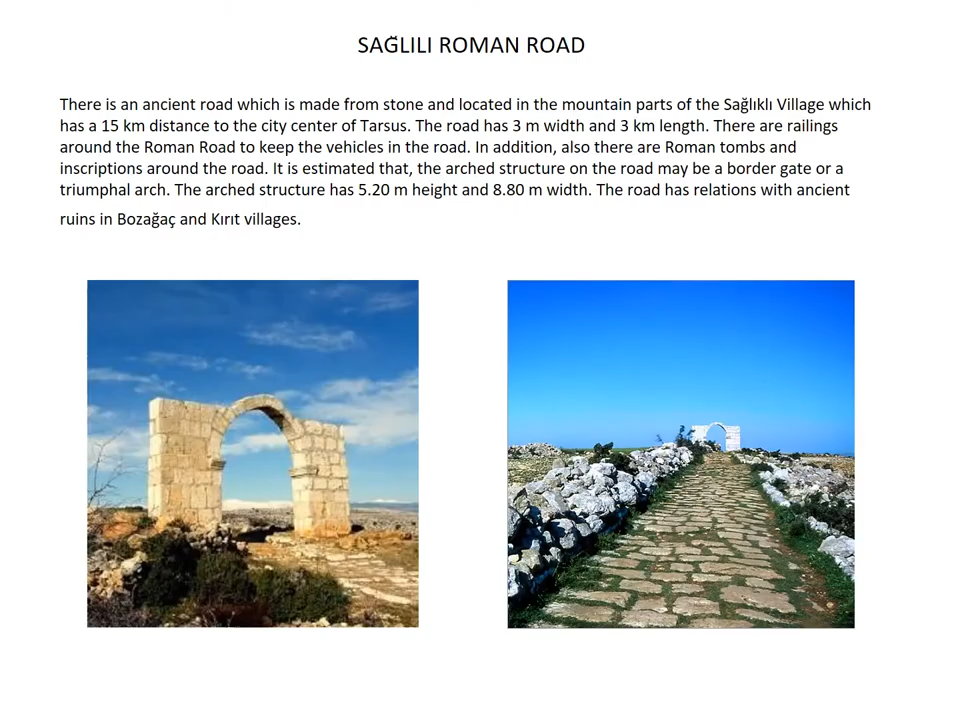 SAĞLILI ROMAN ROAD
There is an ancient road which is made from stone and located in the mountain parts of the Sağlıklı Village which
has a 15 km distance to the city center of Tarsus. The road has 3 m width and 3 km length. There are railings
around the Roman Road to keep the vehicles in the road. In addition, also there are Roman tombs and
inscriptions around the road. It is estimated that, the arched structure on the road may be a border gate or a
triumphal arch. The arched structure has 5.20 m height and 8.80 m width. The road has relations with ancient
ruins in Bozağaç and Kırıt villages.